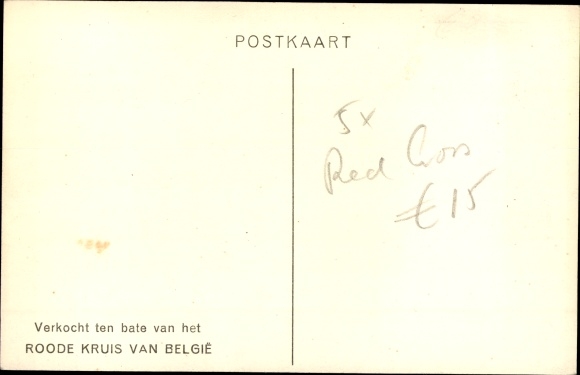 POSTKAART
5x
Red Cross
€ 15
Verkocht ten bate van het
ROODE KRUIS VAN BELGIË